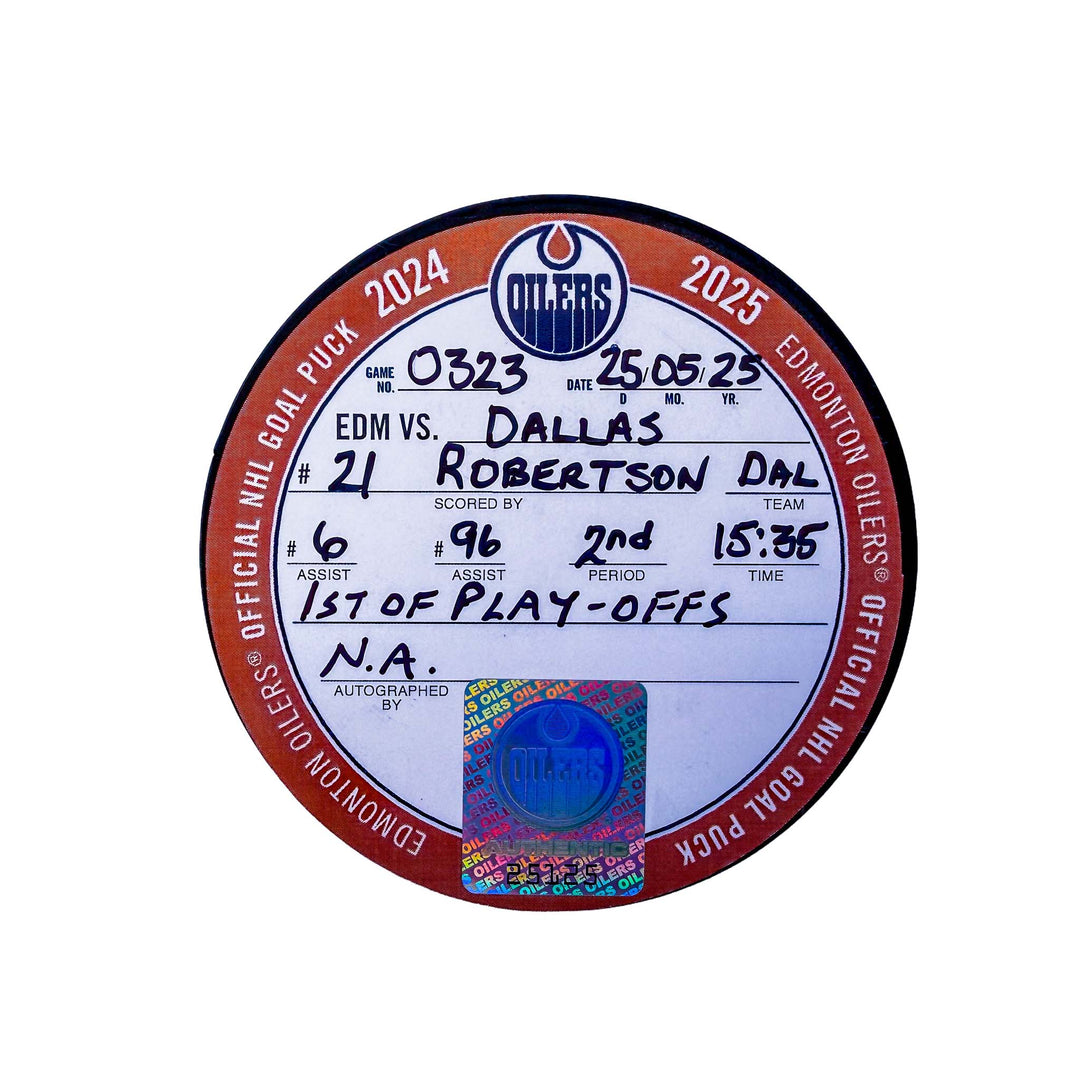 2024
2025
OILERS
OFFICIAL NHL GOAL PUCK
EDMONTON OILERS®
EDMONTON OILERS®
OFFICIAL NHL GOAL PUCK
GAME NO. 0323 DATE 25/05/25
D MO. YR.
EDM VS. DALLAS
# 21 ROBERTSON DAL
SCORED BY TEAM
# 6 # 96 2nd 15:35
ASSIST ASSIST PERIOD TIME
1ST OF PLAY-OFFS
N.A.
AUTOGRAPHED BY
OILERS
AUTHENTIC